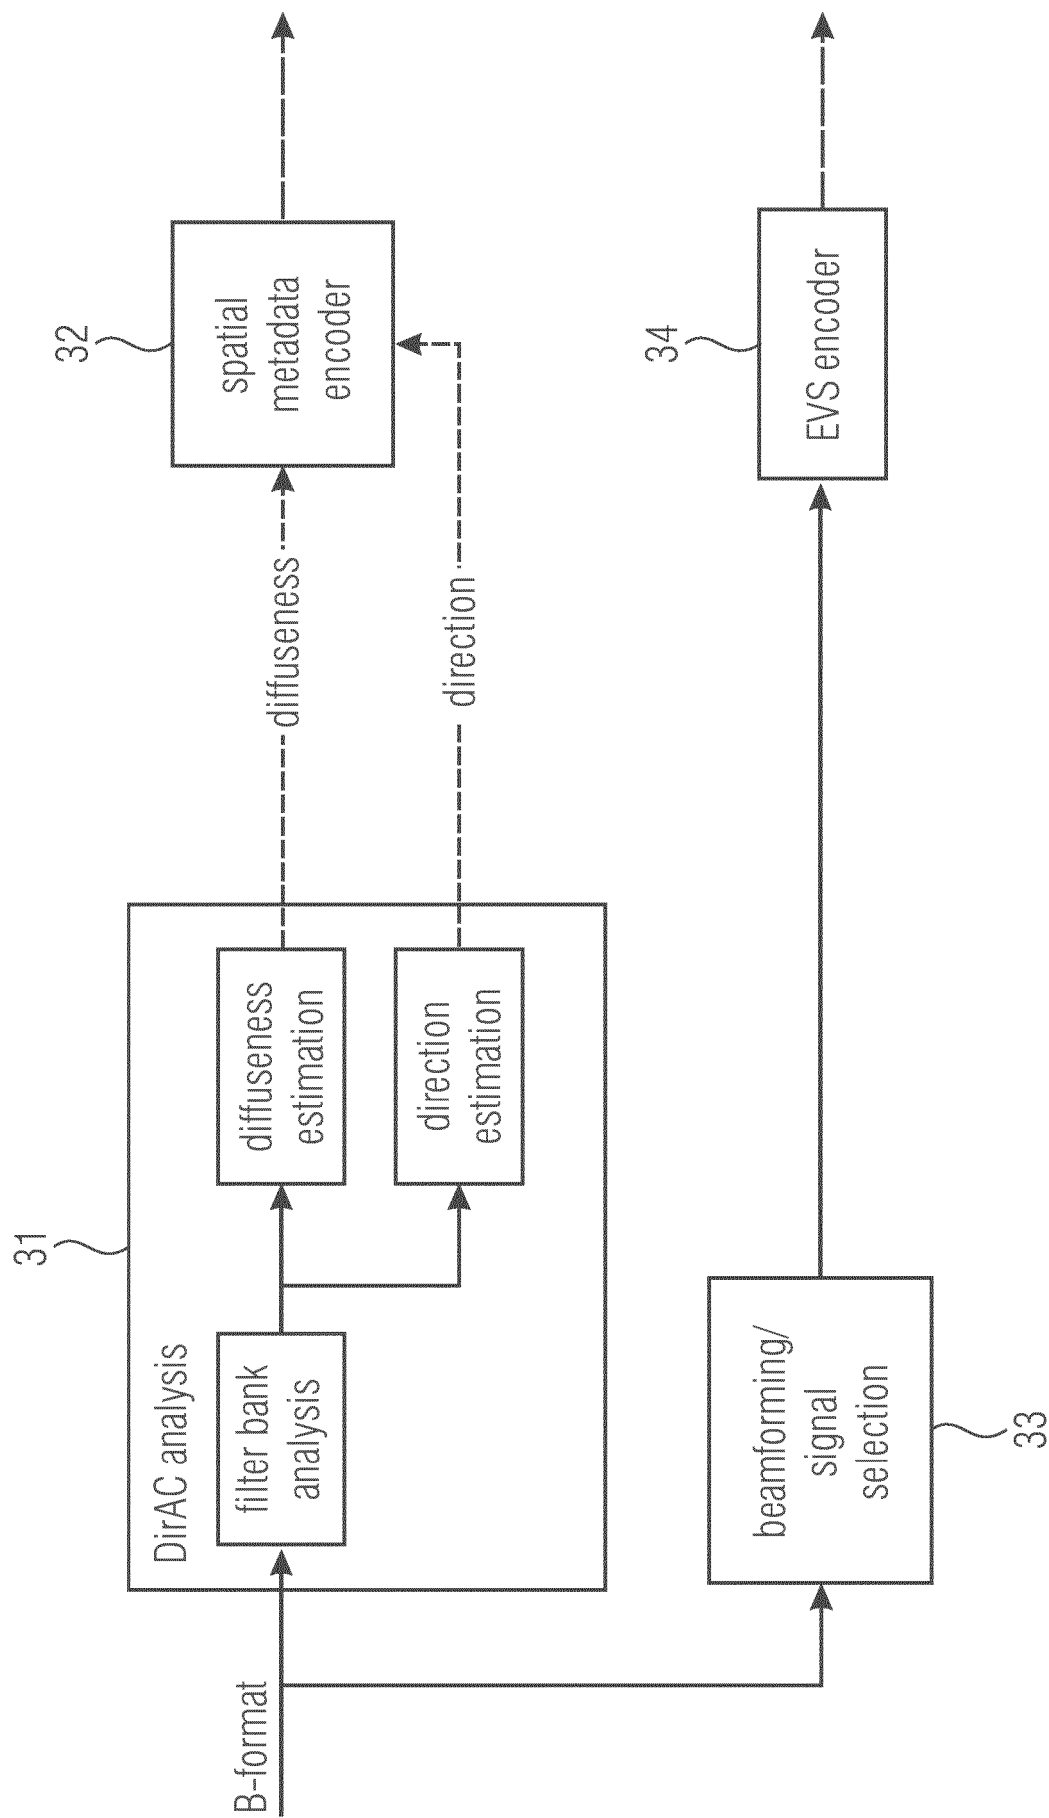 B-format
DirAC analysis
31
filter bank
analysis
diffuseness
estimation
direction
estimation
diffuseness
direction
32
spatial
metadata
encoder
beamforming/
signal
selection
33
34
EVS encoder